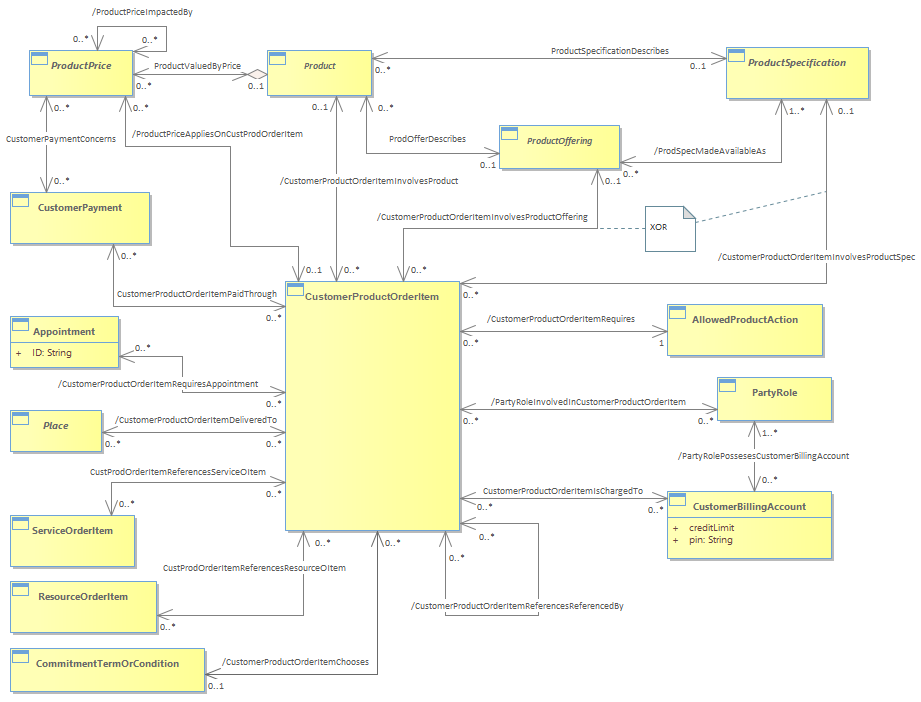 /ProductPriceImpactedBy
0..*
0..*
ProductPrice
ProductValuedByPrice
0..*
0..1
Product
0..*
ProductSpecificationDescribes
0..1
ProductSpecification
0..*
0..*
0..1
0..*
1..*
0..1
CustomerPaymentConcerns
/ProductPriceAppliesOnCustProdOrderItem
ProdOfferDescribes
0..1
ProductOffering
0..*
/ProdSpecMadeAvailableAs
0..*
/CustomerProductOrderItemInvolvesProduct
0..1
CustomerPayment
/CustomerProductOrderItemInvolvesProductOffering
XOR
0..*
/CustomerProductOrderItemInvolvesProductSpec
0..1
0..*
0..*
CustomerProductOrderItemPaidThrough
0..*
CustomerProductOrderItem
0..*
Appointment
+ ID: String
0..*
/CustomerProductOrderItemRequires
0..*
1
AllowedProductAction
/CustomerProductOrderItemRequiresAppointment
0..*
Place
/CustomerProductOrderItemDeliveredTo
0..*
0..*
/PartyRoleInvolvedInCustomerProductOrderItem
0..*
0..*
PartyRole
1..*
/PartyRolePossesesCustomerBillingAccount
0..*
CustProdOrderItemReferencesServiceOItem
0..*
0..*
ServiceOrderItem
CustomerProductOrderItemIsChargedTo
0..*
0..*
CustomerBillingAccount
+ creditLimit
+ pin: String
0..*
0..*
0..*
0..*
CustProdOrderItemReferencesResourceOItem
ResourceOrderItem
0..*
/CustomerProductOrderItemReferencesReferencedBy
CommitmentTermOrCondition
/CustomerProductOrderItemChooses
0..1